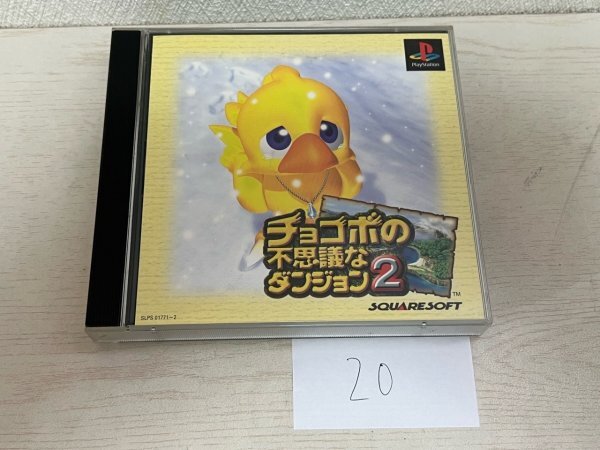 PlayStation
チョコボの
不思議な
ダンジョン2
TM
SQUARESOFT
SLPS 01771~2
20